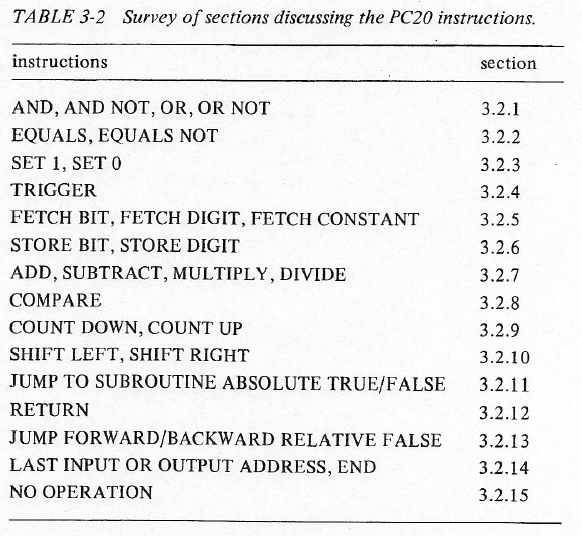 TABLE 3-2 Survey of sections discussing the PC20 instructions.
instructions section
AND, AND NOT, OR, OR NOT 3.2.1
EQUALS, EQUALS NOT 3.2.2
SET 1, SET 0 3.2.3
TRIGGER 3.2.4
FETCH BIT, FETCH DIGIT, FETCH CONSTANT 3.2.5
STORE BIT, STORE DIGIT 3.2.6
ADD, SUBTRACT, MULTIPLY, DIVIDE 3.2.7
COMPARE 3.2.8
COUNT DOWN, COUNT UP 3.2.9
SHIFT LEFT, SHIFT RIGHT 3.2.10
JUMP TO SUBROUTINE ABSOLUTE TRUE/FALSE 3.2.11
RETURN 3.2.12
JUMP FORWARD/BACKWARD RELATIVE FALSE 3.2.13
LAST INPUT OR OUTPUT ADDRESS, END 3.2.14
NO OPERATION 3.2.15